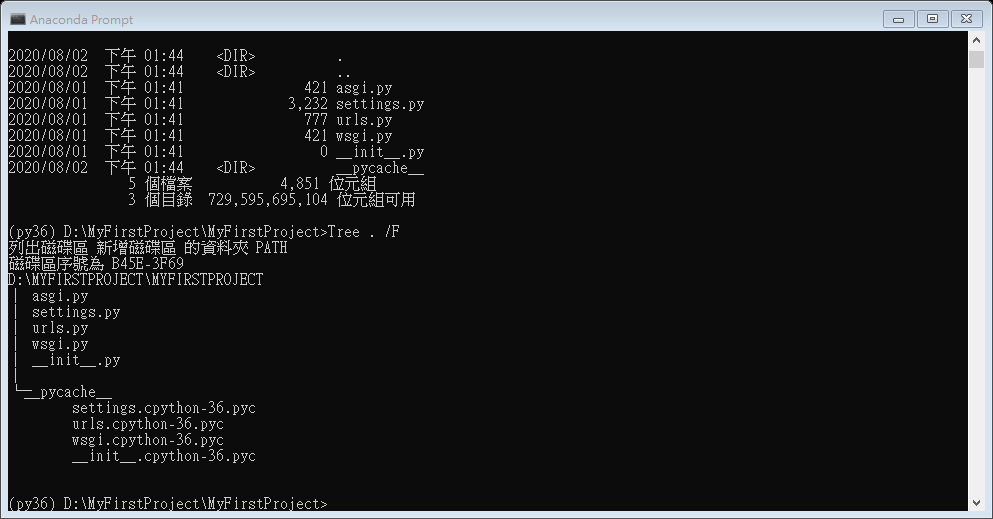 Anaconda Prompt
2020/08/02  下午 01:44    <DIR>          .
2020/08/02  下午 01:44    <DIR>          ..
2020/08/01  下午 01:41               421 asgi.py
2020/08/01  下午 01:41             3,232 settings.py
2020/08/01  下午 01:41               777 urls.py
2020/08/01  下午 01:41               421 wsgi.py
2020/08/01  下午 01:41                 0 __init__.py
2020/08/02  下午 01:44    <DIR>          __pycache__
               5 個檔案           4,851 位元組
               3 個目錄  729,595,695,104 位元組可用
(py36) D:\MyFirstProject\MyFirstProject>Tree . /F
列出磁碟區 新增磁碟區 的資料夾 PATH
磁碟區序號為 B45E-3F69
D:\MYFIRSTPROJECT\MYFIRSTPROJECT
│  asgi.py
│  settings.py
│  urls.py
│  wsgi.py
│  __init__.py
│
└─__pycache__
        settings.cpython-36.pyc
        urls.cpython-36.pyc
        wsgi.cpython-36.pyc
        __init__.cpython-36.pyc
(py36) D:\MyFirstProject\MyFirstProject>